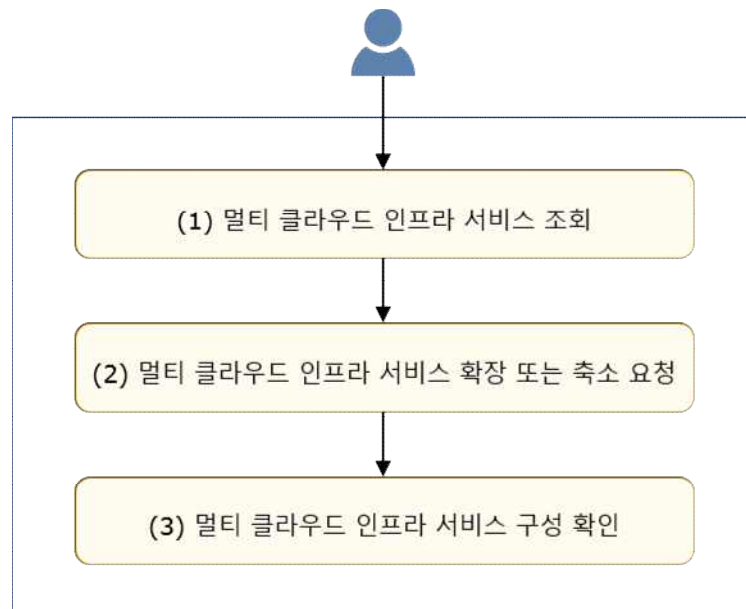 (1) 멀티 클라우드 인프라 서비스 조회
(2) 멀티 클라우드 인프라 서비스 확장 또는 축소 요청
(3) 멀티 클라우드 인프라 서비스 구성 확인